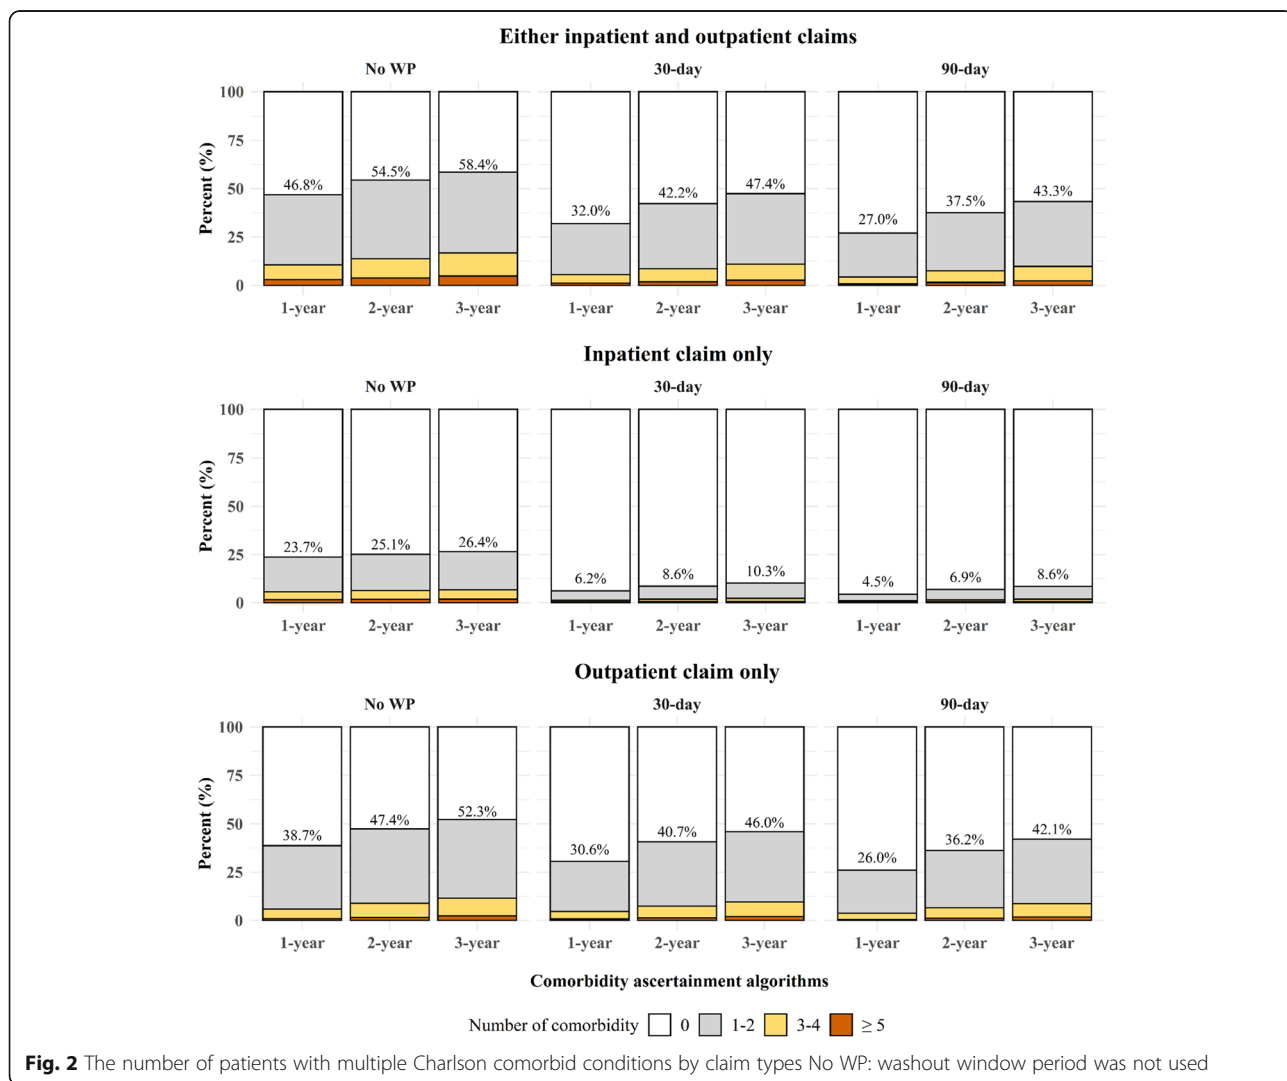 Either inpatient and outpatient claims
No WP 30-day 90-day
Percent (%)
100
75
50
25
0
46.8% 54.5% 58.4% 32.0% 42.2% 47.4% 27.0% 37.5% 43.3%
1-year 2-year 3-year 1-year 2-year 3-year 1-year 2-year 3-year
Inpatient claim only
No WP 30-day 90-day
Percent (%)
100
75
50
25
0
23.7% 25.1% 26.4% 6.2% 8.6% 10.3% 4.5% 6.9% 8.6%
1-year 2-year 3-year 1-year 2-year 3-year 1-year 2-year 3-year
Outpatient claim only
No WP 30-day 90-day
Percent (%)
100
75
50
25
0
38.7% 47.4% 52.3% 30.6% 40.7% 46.0% 26.0% 36.2% 42.1%
1-year 2-year 3-year 1-year 2-year 3-year 1-year 2-year 3-year
Comorbidity ascertainment algorithms
Number of comorbidity 0 1-2 3-4 ≥ 5
Fig. 2 The number of patients with multiple Charlson comorbid conditions by claim types No WP: washout window period was not used